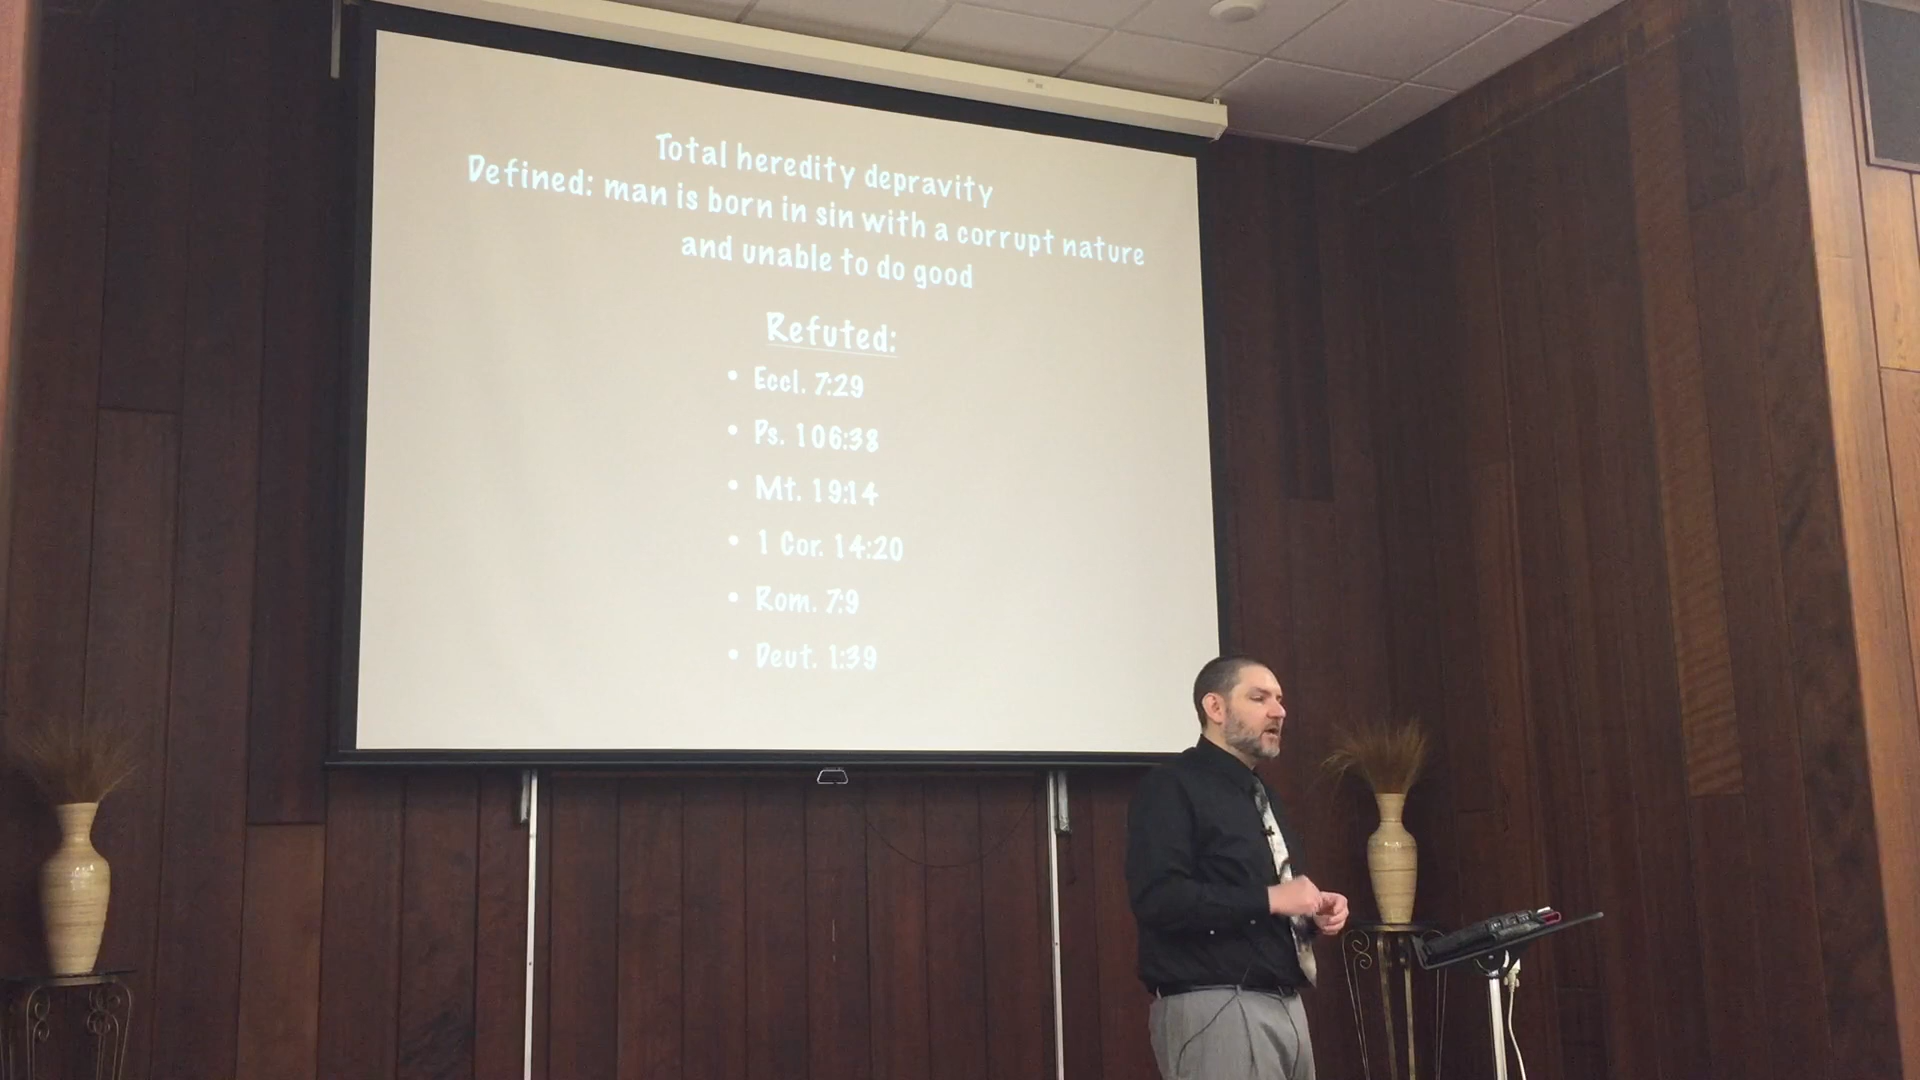 Total heredity depravity
Defined: man is born in sin with a corrupt nature
and unable to do good
Refuted:
• Eccl. 7:29
• Ps. 106:38
• Mt. 19:14
• 1 Cor. 14:20
• Rom. 7:9
• Deut. 1:39